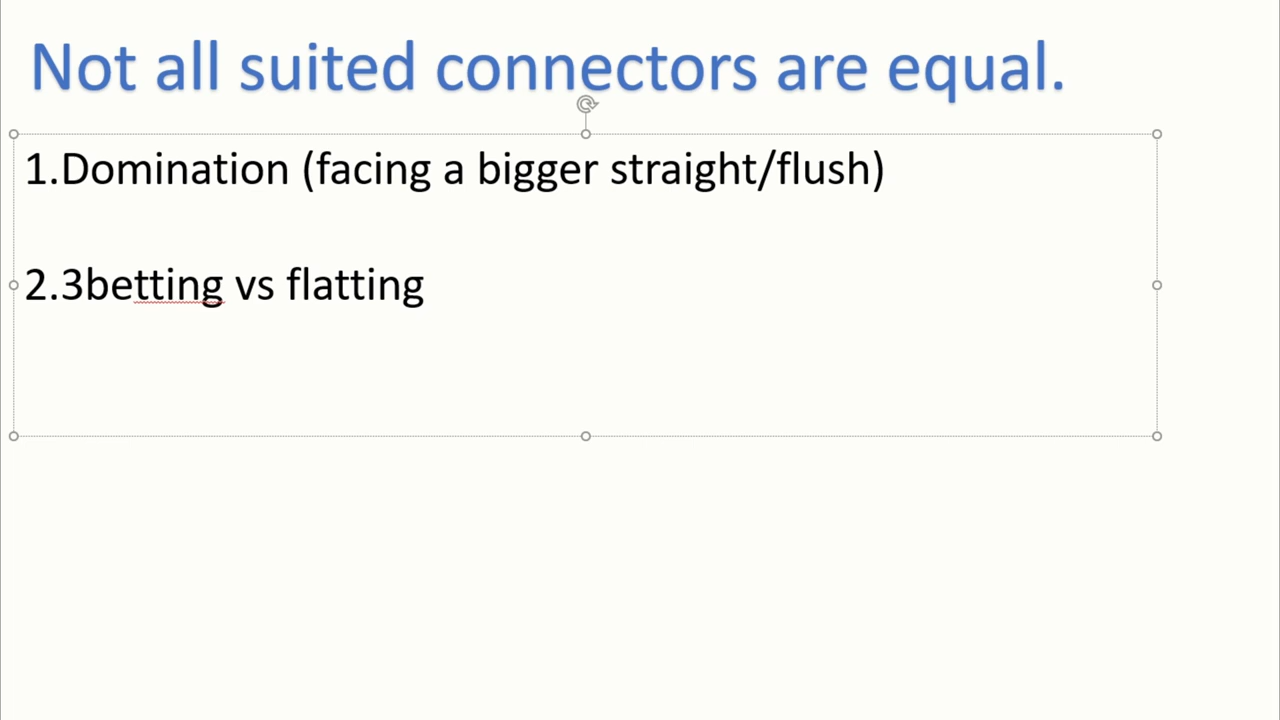 Not all suited connectors are equal.
1.Domination (facing a bigger straight/flush)
2.3betting vs flatting